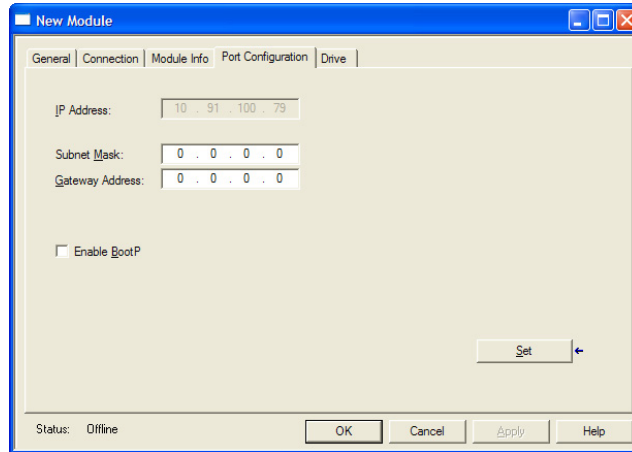 New Module
General Connection Module Info Port Configuration Drive
IP Address: 10 . 91 . 100 . 79
Subnet Mask: 0 . 0 . 0 . 0
Gateway Address: 0 . 0 . 0 . 0
Enable BootP
Set
Status: Offline OK Cancel Apply Help